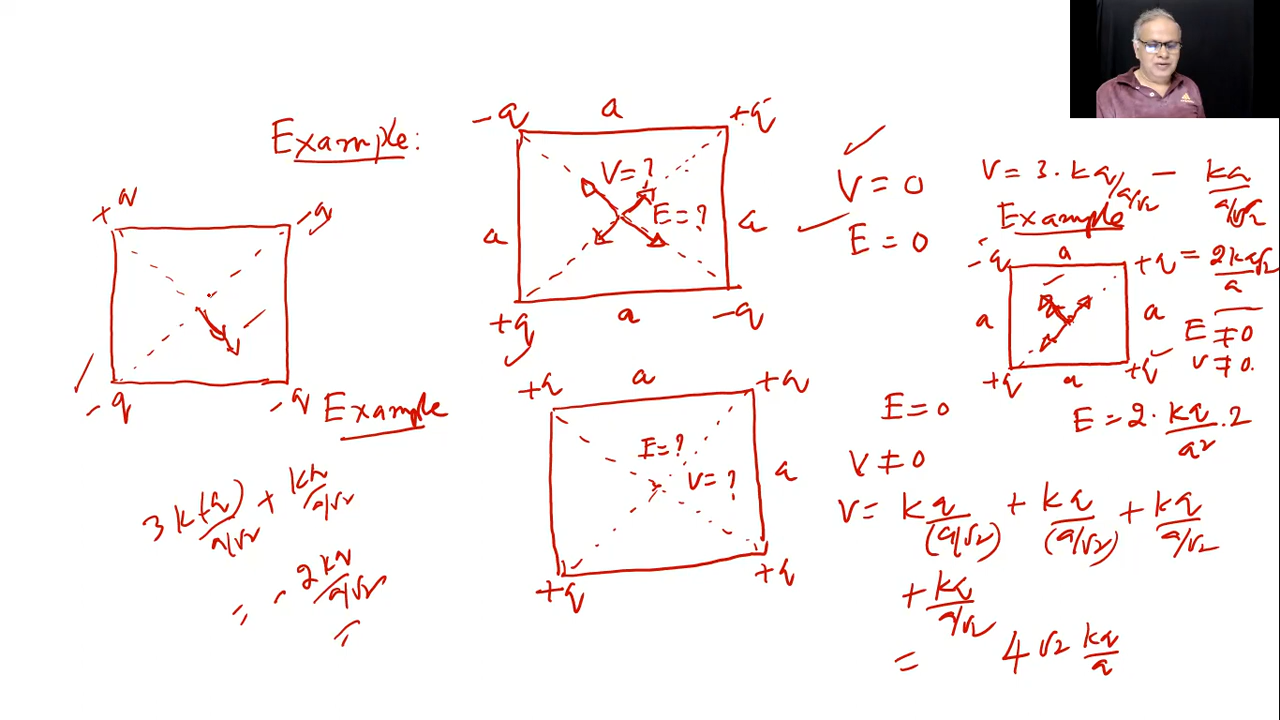 Example:
-q a +q
V=?
E=?
a a
+q a -q
V = 0
E = 0
+q -q
-q -q
3k(-q)/a/√2 + kq/a/√2
= - 2kq/a/√2
=
Example
+q a +q
E=?
V=?
a
+q +q
E = 0
V ≠ 0
V = kq/(a/√2) + kq/(a/√2) + kq/a/√2
+ kq/a/√2
= 4√2 kq/a
V = 3·kq/a/√2 - kq/a/√2
Example
-q a +q = 2kq√2/a
a a
+q a +q
E ≠ 0
V ≠ 0.
E = 2·kq/a²·2
adidas